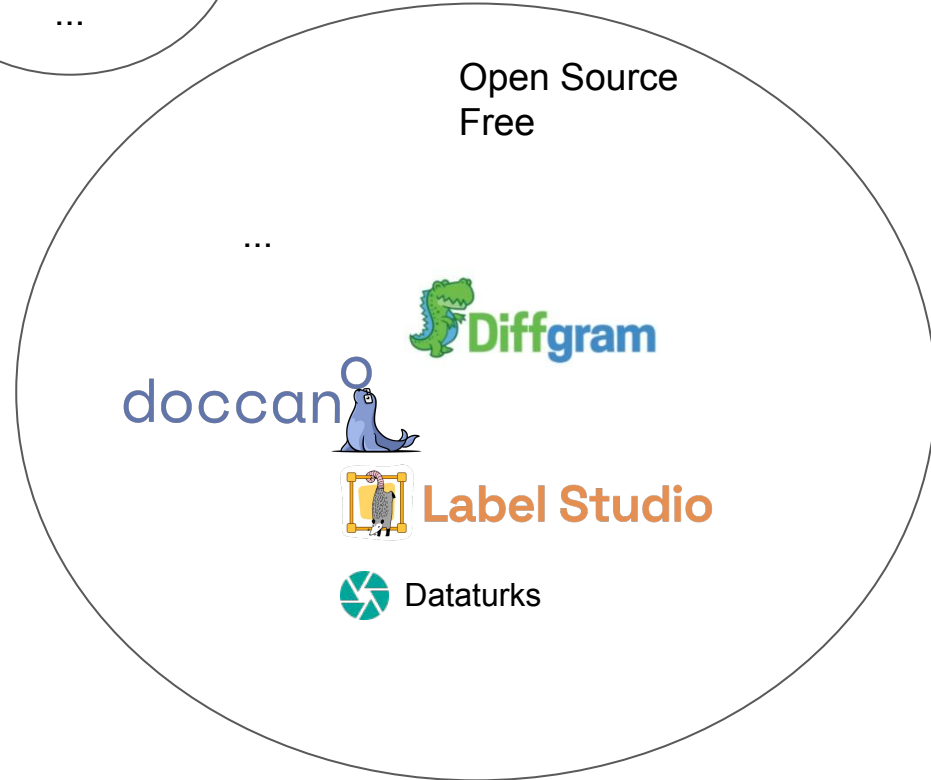 ...
Open Source
Free
...
Diffgram
doccano
Label Studio
Dataturks